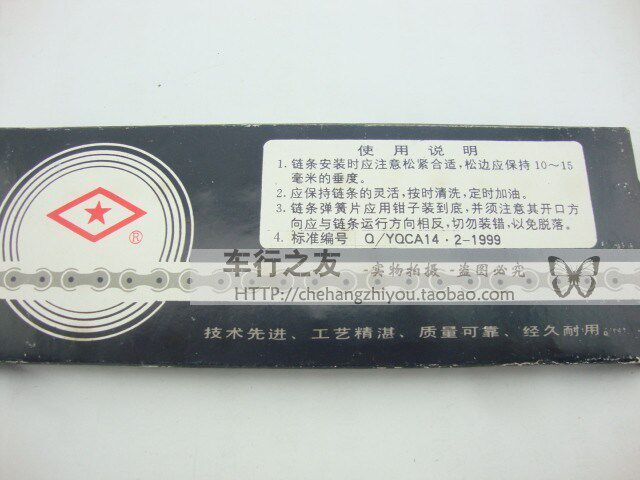 使用说明
1. 链条安装时应注意松紧合适,松边应保持10～15
毫米的垂度。
2. 应保持链条的灵活,按时清洗,定时加油。
3. 链条弹簧片应用钳子装到底,并须注意其开口方
向应与链条运行方向相反,切勿装错,以免脱落。
4. 标准编号 Q/YQCA14·2-1999
®
车行之友 -实物拍摄 -盗图必究
HTTP://chehangzhiyou.taobao.com
技术先进、工艺精湛、质量可靠、经久耐用。